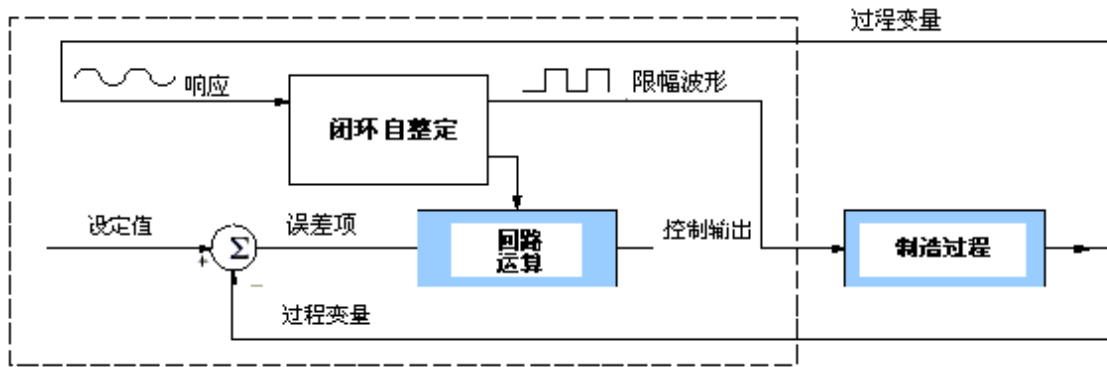 过程变量
响应
限幅波形
闭环 自整定
设定值
误差项
回路
运算
控制输出
制造过程
+
Σ
−
过程变量